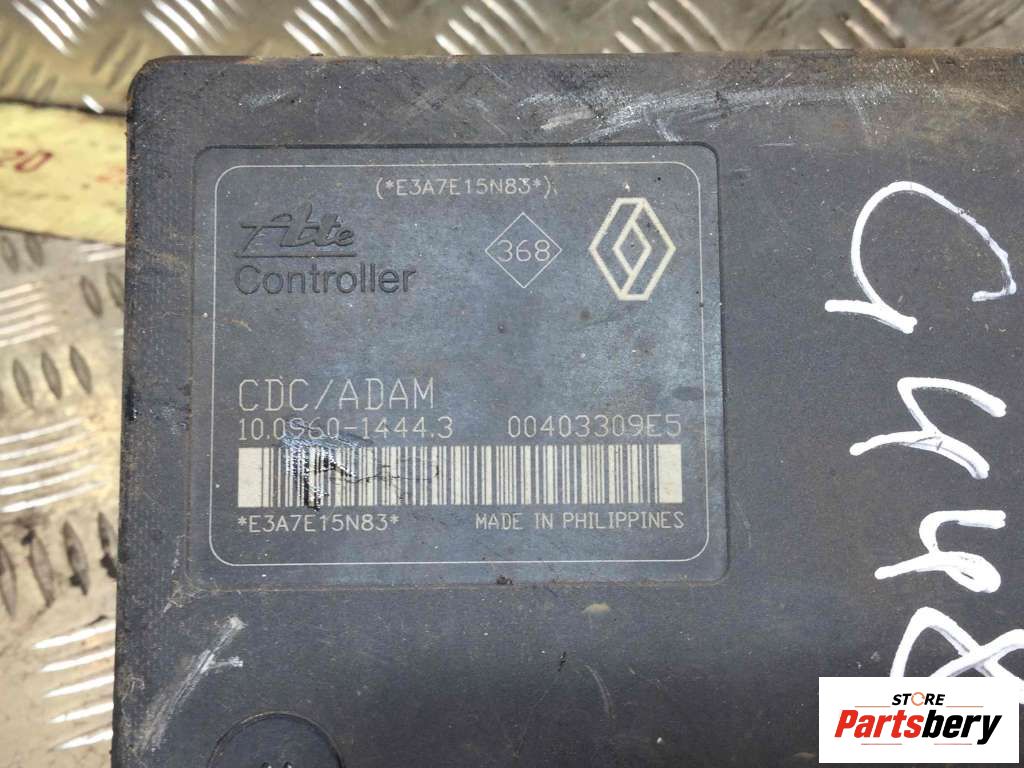 (*E3A7E15N83*)
Ate
368
Controller
CDC/ADAM
10.0960-1444.3 00403309E5
*E3A7E15N83* MADE IN PHILIPPINES
STORE
Partsbery